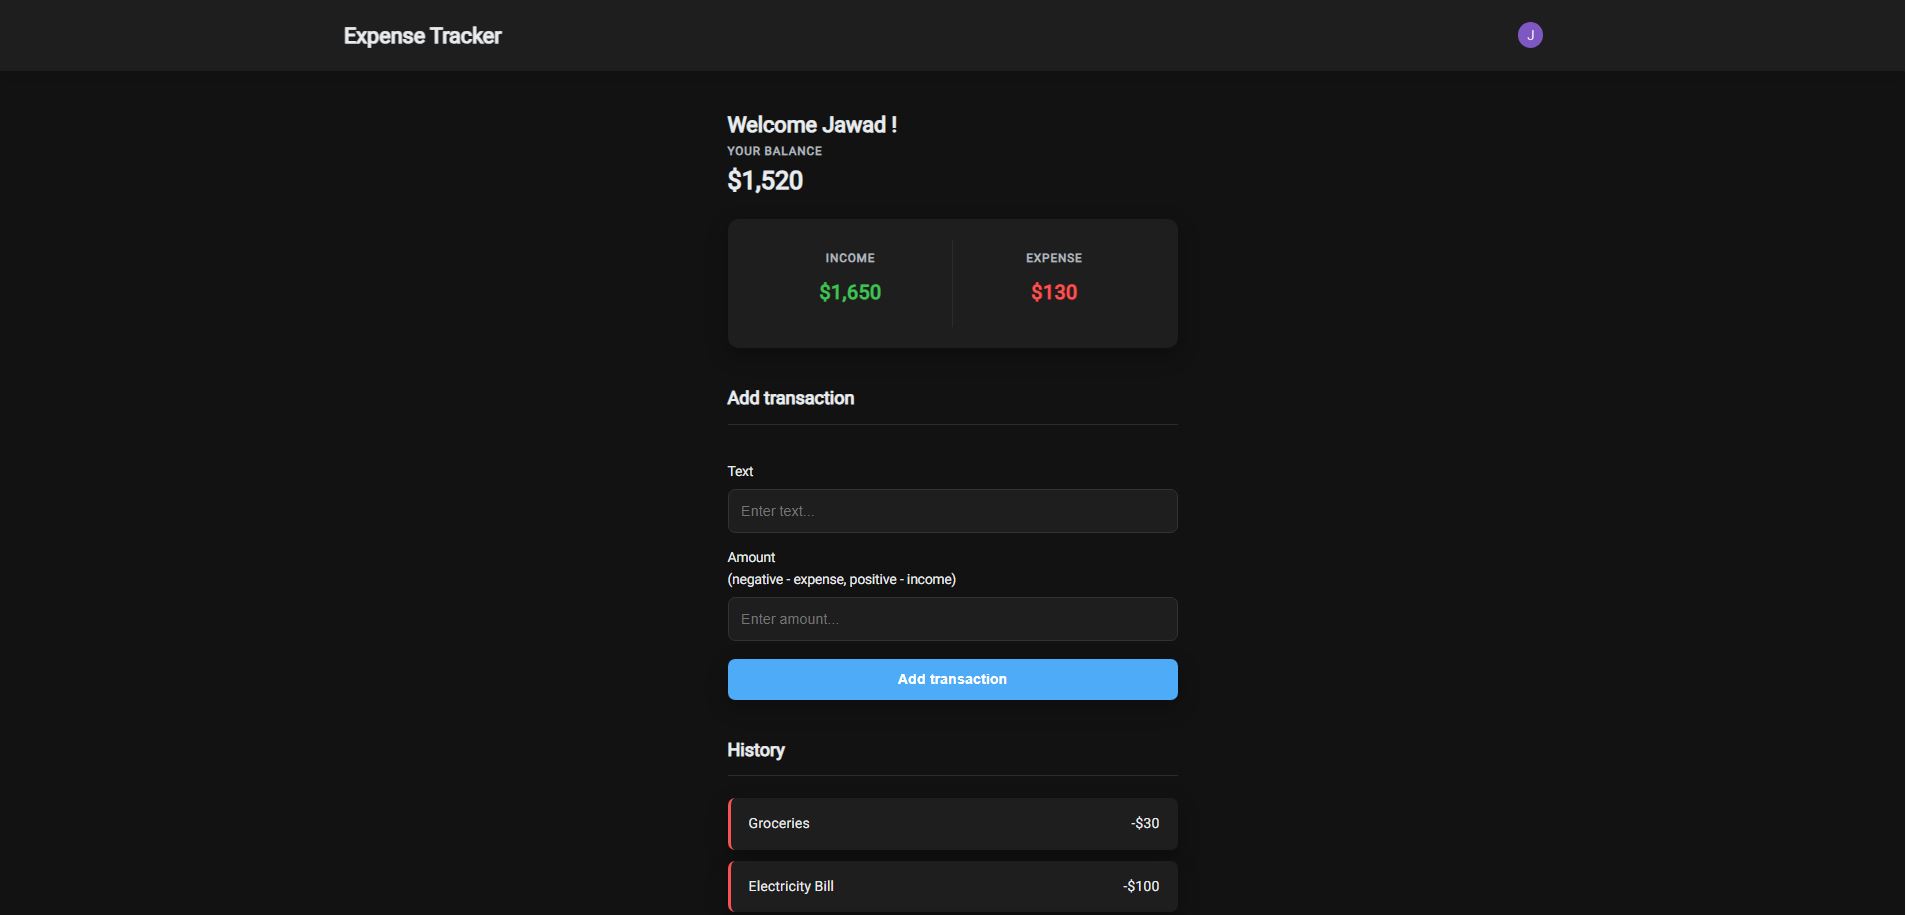 Expense Tracker
J
Welcome Jawad !
YOUR BALANCE
$1,520
INCOME
EXPENSE
$1,650
$130
Add transaction
Text
Enter text...
Amount
(negative - expense, positive - income)
Enter amount...
Add transaction
History
Groceries
-$30
Electricity Bill
-$100